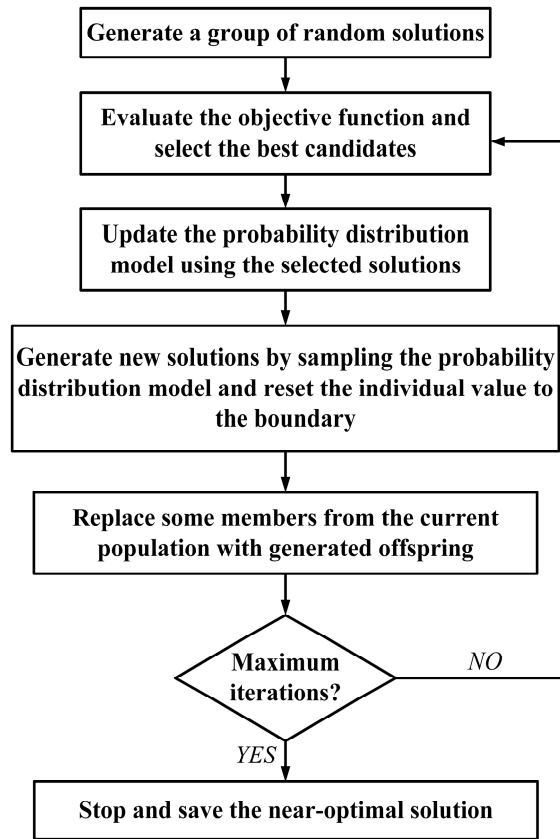 Generate a group of random solutions
Evaluate the objective function and
select the best candidates
Update the probability distribution
model using the selected solutions
Generate new solutions by sampling the probability
distribution model and reset the individual value to
the boundary
Replace some members from the current
population with generated offspring
Maximum
iterations?
NO
YES
Stop and save the near-optimal solution